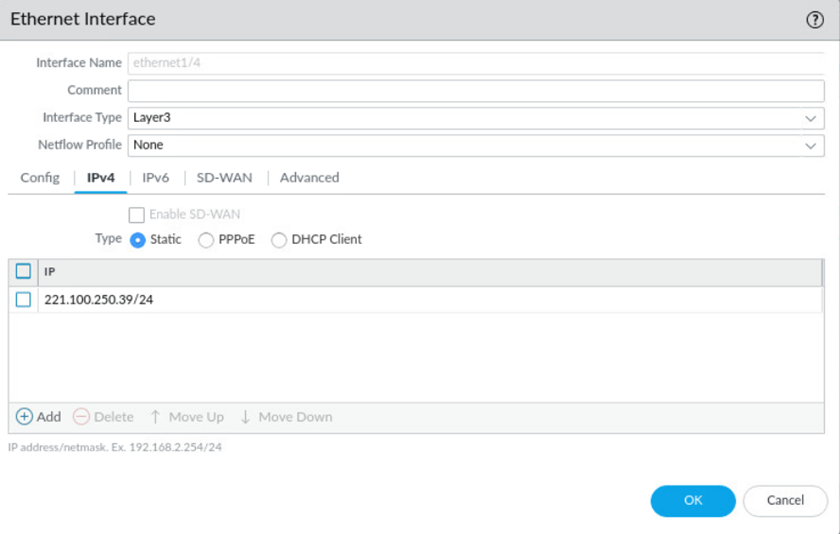 Ethernet Interface ?
Interface Name ethernet1/4
Comment
Interface Type Layer3
Netflow Profile None
Config IPv4 IPv6 SD-WAN Advanced
Enable SD-WAN
Type Static PPPoE DHCP Client
IP
221.100.250.39/24
Add Delete Move Up Move Down
IP address/netmask. Ex. 192.168.2.254/24
OK Cancel